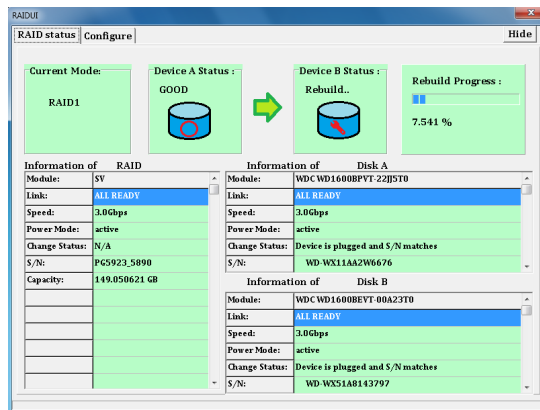 RAIDUI
RAID status Configure Hide
Current Mode:
RAID1
Device A Status :
GOOD
Device B Status :
Rebuild..
Rebuild Progress :
7.541 %
Information of RAID
Module: SV
Link: ALL READY
Speed: 3.0Gbps
Power Mode: active
Change Status: N/A
S/N: PG5923_5890
Capacity: 149.050621 GB
Information of Disk A
Module: WDC WD1600BPVT-22JJ5T0
Link: ALL READY
Speed: 3.0Gbps
Power Mode: active
Change Status: Device is plugged and S/N matches
S/N: WD-WX11AA2W6676
Information of Disk B
Module: WDC WD1600BEVT-00A23T0
Link: ALL READY
Speed: 3.0Gbps
Power Mode: active
Change Status: Device is plugged and S/N matches
S/N: WD-WX51A8143797